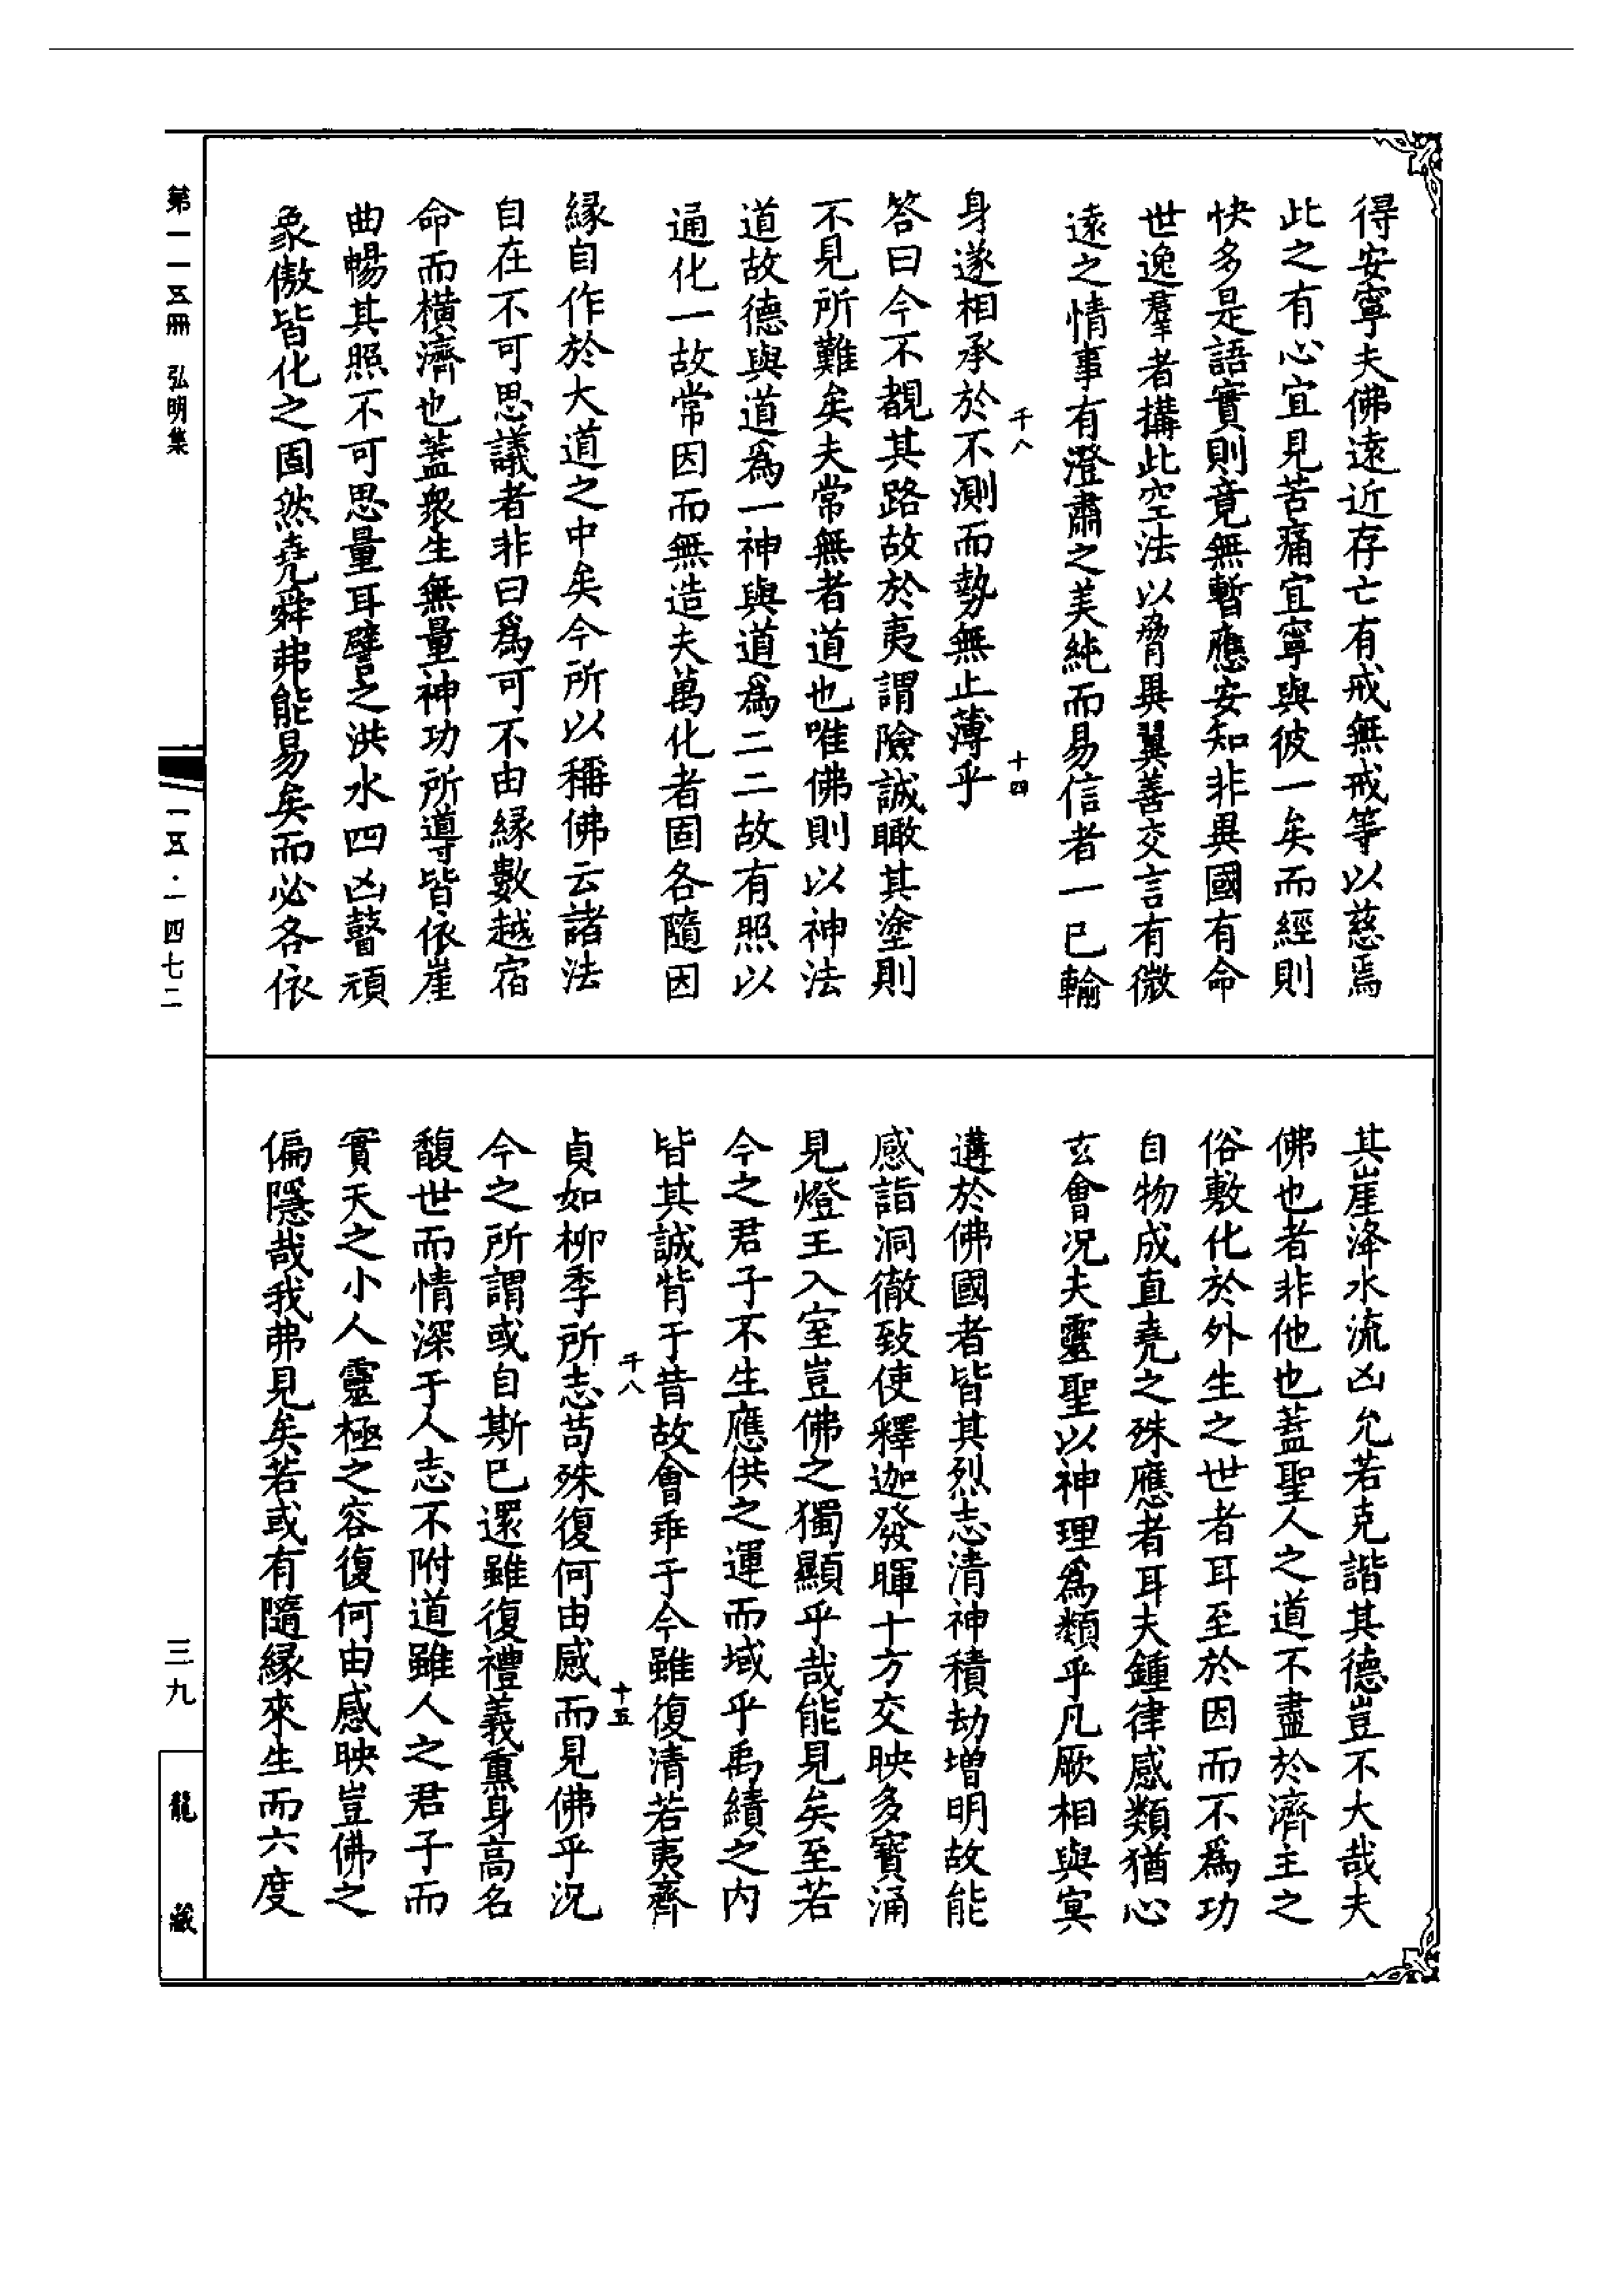 得安寧夫佛遠近存亡有戒無戒等以慈焉
此之有心宜見苦痛宜寧與彼一矣而經則
快多是語實則竟無暫應安知非異國有命
世逸羣者搆此空法以脅異翼善交言有微
遠之情事有澄肅之美純而易信者一已輸
千八 十四
身遂相承於不測而勢無止薄乎
答曰今不覩其路故於夷謂險誠瞰其塗則
不見所難矣夫常無者道也唯佛則以神法
道故德與道爲一神與道爲二二故有照以
通化一故常因而無造夫萬化者固各隨因
緣自作於大道之中矣今所以稱佛云諸法
自在不可思議者非曰爲可不由緣數越宿
命而橫濟也蓋衆生無量神功所導皆依崖
曲暢其照不可思量耳譬之洪水四凶瞽頑
象傲皆化之固然堯舜弗能易矣而必各依
其崖洚水流凶允若克諧其德豈不大哉夫
佛也者非他也蓋聖人之道不盡於濟主之
俗敷化於外生之世者耳至於因而不爲功
自物成直堯之殊應者耳夫鍾律感類猶心
玄會况夫靈聖以神理爲類乎凡厥相與冥
遘於佛國者皆其烈志清神積劫增明故能
感詣洞徹致使釋迦發暉十方交映多寶涌
見燈王入室豈佛之獨顯乎哉能見矣至若
今之君子不生應供之運而域乎禹績之內
皆其誠背于昔故會乖于今雖復清若夷齊
千八 十五
貞如柳季所志苟殊復何由感而見佛乎況
今之所謂或自斯已還雖復禮義熏身高名
馥世而情深于人志不附道雖人之君子而
實天之小人靈極之容復何由感映豈佛之
偏隱哉我弗見矣若或有隨緣來生而六度
第一一五冊 弘明集
一五·一四七二
三九
龍藏